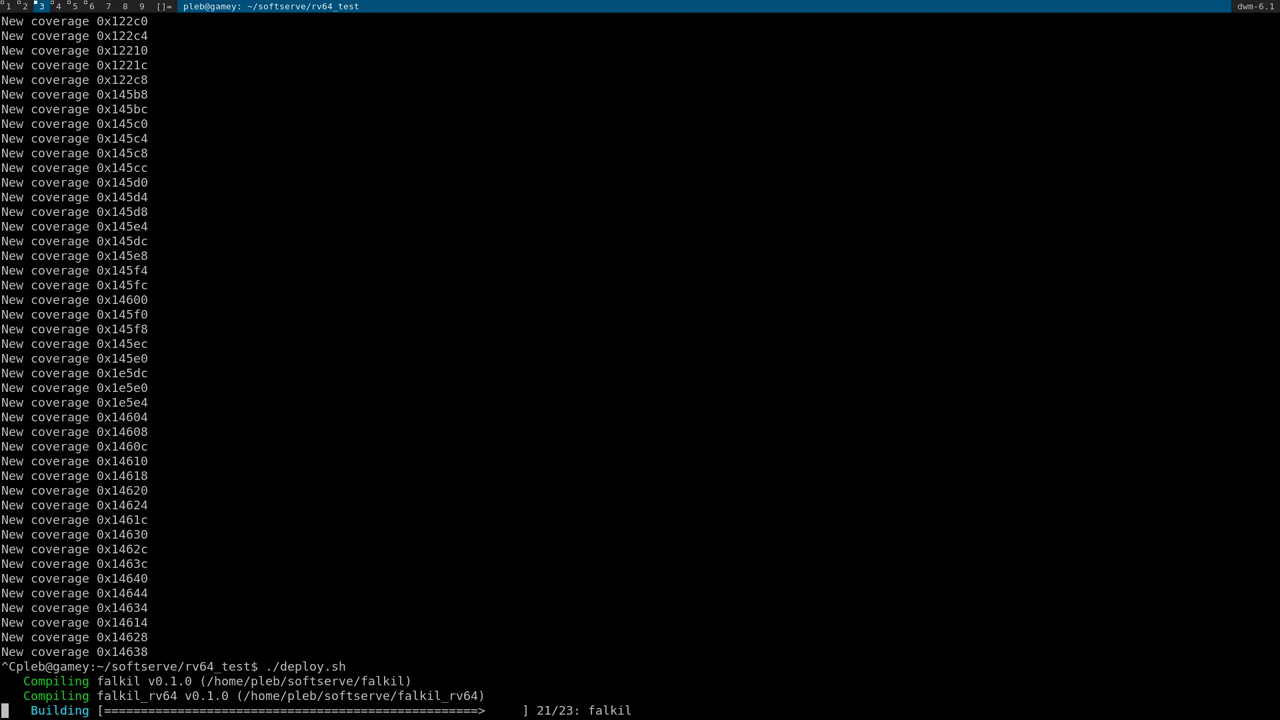 1 2 3 4 5 6 7 8 9 []= pleb@gamey: ~/softserve/rv64_test dwm-6.1
New coverage 0x122c0
New coverage 0x122c4
New coverage 0x12210
New coverage 0x1221c
New coverage 0x122c8
New coverage 0x145b8
New coverage 0x145bc
New coverage 0x145c0
New coverage 0x145c4
New coverage 0x145c8
New coverage 0x145cc
New coverage 0x145d0
New coverage 0x145d4
New coverage 0x145d8
New coverage 0x145e4
New coverage 0x145dc
New coverage 0x145e8
New coverage 0x145f4
New coverage 0x145fc
New coverage 0x14600
New coverage 0x145f0
New coverage 0x145f8
New coverage 0x145ec
New coverage 0x145e0
New coverage 0x1e5dc
New coverage 0x1e5e0
New coverage 0x1e5e4
New coverage 0x14604
New coverage 0x14608
New coverage 0x1460c
New coverage 0x14610
New coverage 0x14618
New coverage 0x14620
New coverage 0x14624
New coverage 0x1461c
New coverage 0x14630
New coverage 0x1462c
New coverage 0x1463c
New coverage 0x14640
New coverage 0x14644
New coverage 0x14634
New coverage 0x14614
New coverage 0x14628
New coverage 0x14638
^Cpleb@gamey:~/softserve/rv64_test$ ./deploy.sh
Compiling falkil v0.1.0 (/home/pleb/softserve/falkil)
Compiling falkil_rv64 v0.1.0 (/home/pleb/softserve/falkil_rv64)
Building [===================================================> ] 21/23: falkil